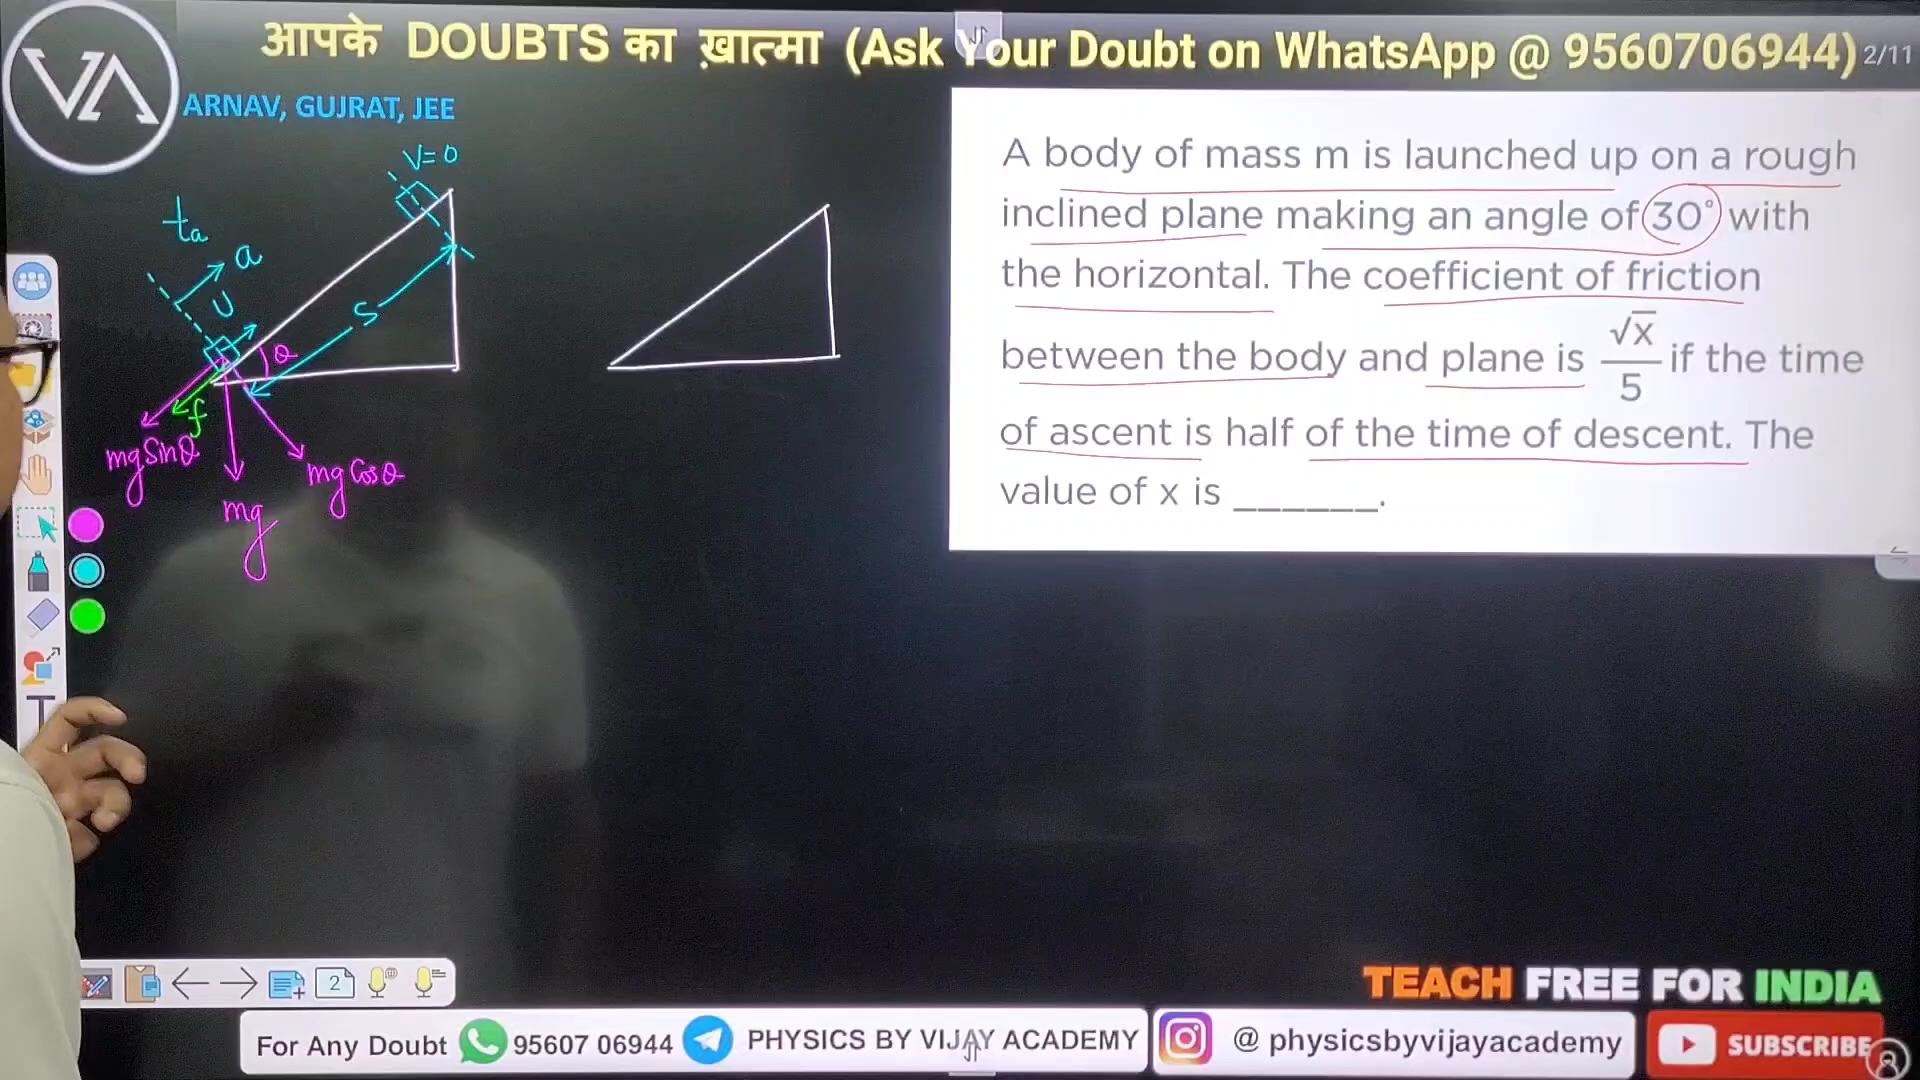 आपके DOUBTS का ख़ात्मा (Ask Your Doubt on WhatsApp @ 9560706944) 2/11
VA
ARNAV, GUJRAT, JEE
V=0
ta
a
U
S
θ
f
mg Sinθ
mg Cosθ
mg
A body of mass m is launched up on a rough
inclined plane making an angle of 30° with
the horizontal. The coefficient of friction
between the body and plane is √x/5 if the time
of ascent is half of the time of descent. The
value of x is ______.
T
2
TEACH FREE FOR INDIA
For Any Doubt 95607 06944 PHYSICS BY VIJAY ACADEMY @ physicsbyvijayacademy SUBSCRIBE